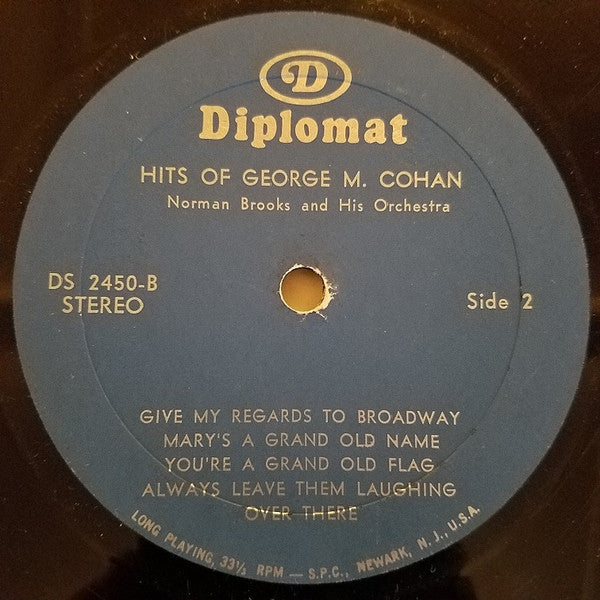 D
Diplomat
HITS OF GEORGE M. COHAN
Norman Brooks and His Orchestra
DS 2450-B
STEREO
Side 2
GIVE MY REGARDS TO BROADWAY
MARY'S A GRAND OLD NAME
YOU'RE A GRAND OLD FLAG
ALWAYS LEAVE THEM LAUGHING
OVER THERE
LONG PLAYING, 33⅓ RPM — S.P.C., NEWARK, N. J., U.S.A.